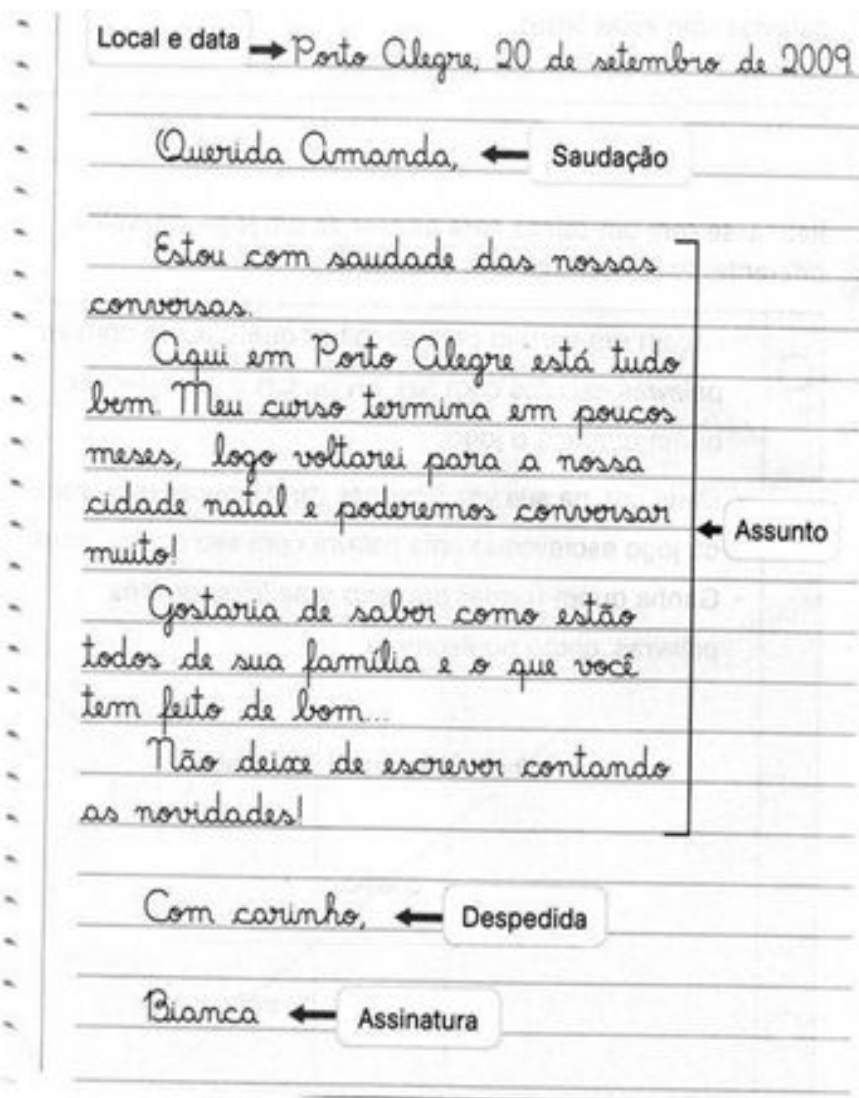 Local e data Porto Alegre, 20 de setembro de 2009
Querida Amanda, Saudação
Estou com saudade das nossas
conversas.
Aqui em Porto Alegre está tudo
bem. Meu curso termina em poucos
meses, logo voltarei para a nossa
cidade natal e poderemos conversar
muito!
Assunto
Gostaria de saber como estão
todos de sua família e o que você
tem feito de bom...
Não deixe de escrever contando
as novidades!
Com carinho, Despedida
Bianca Assinatura